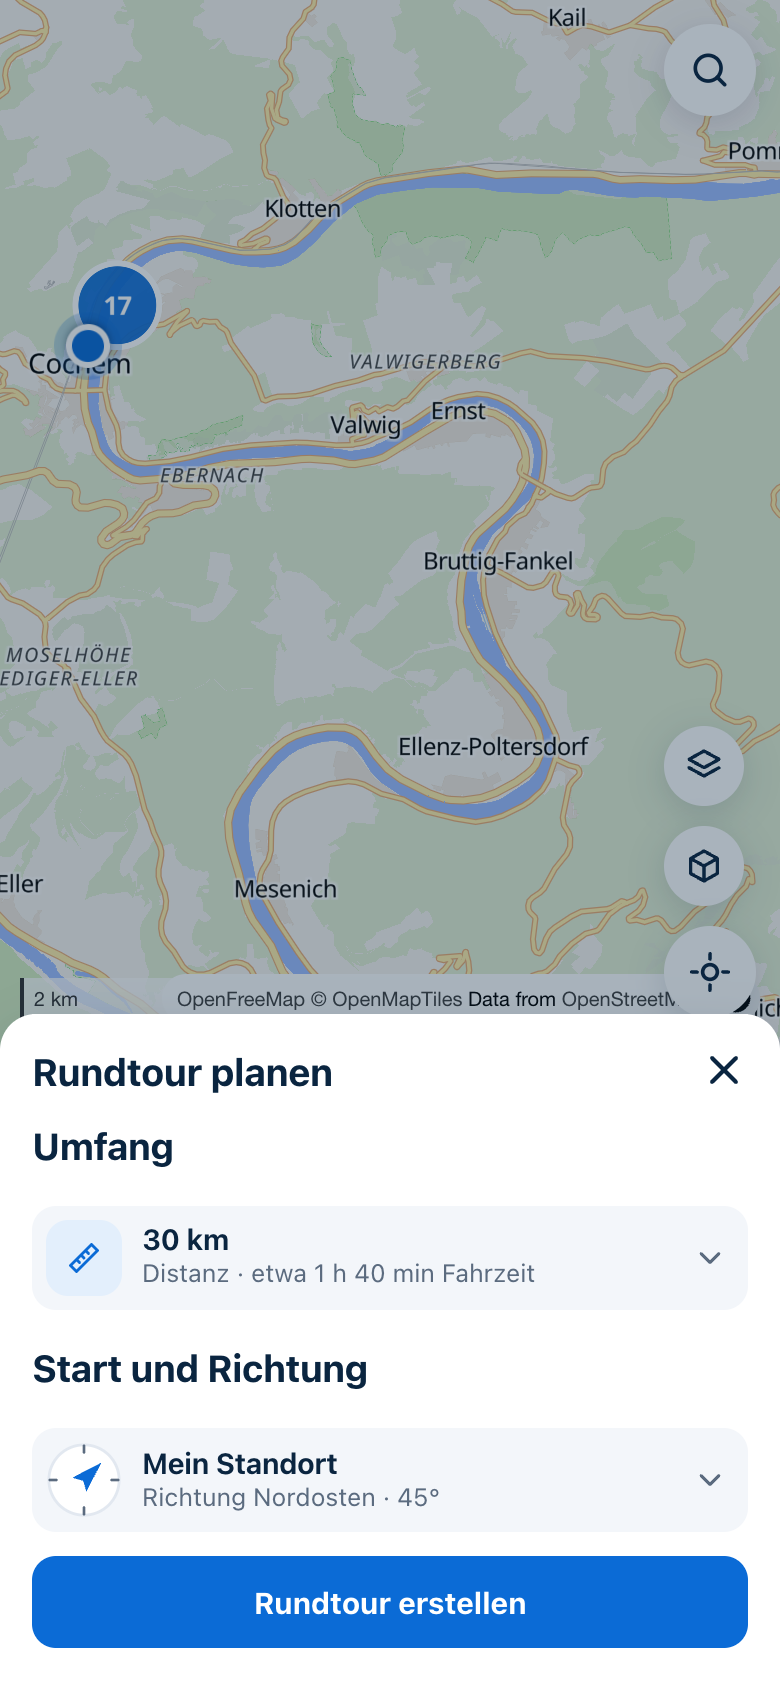 Kail
Pomm
Klotten
17
Cochem
VALWIGERBERG
Ernst
Valwig
EBERNACH
Bruttig-Fankel
MOSELHÖHE
EDIGER-ELLER
Ellenz-Poltersdorf
Eller
Mesenich
2 km
OpenFreeMap © OpenMapTiles Data from OpenStreetM
Rundtour planen
Umfang
30 km
Distanz · etwa 1 h 40 min Fahrzeit
Start und Richtung
Mein Standort
Richtung Nordosten · 45°
Rundtour erstellen